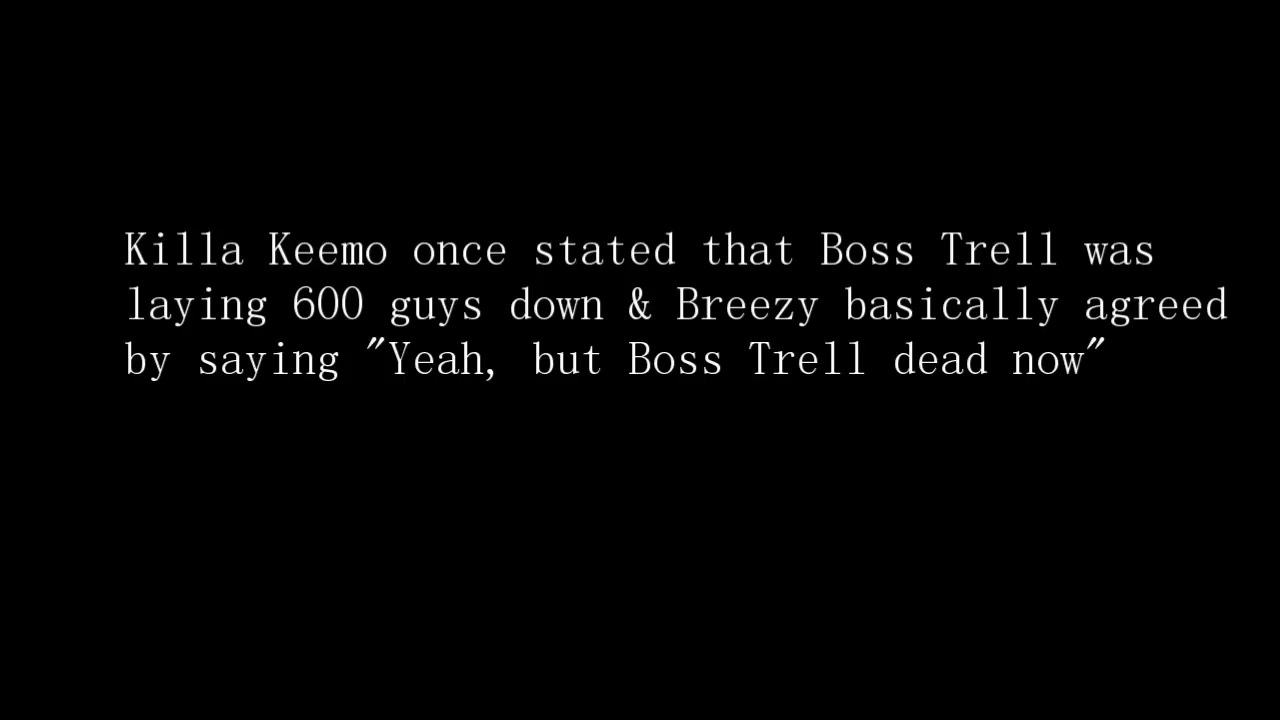 Killa Keemo once stated that Boss Trell was
laying 600 guys down & Breezy basically agreed
by saying "Yeah, but Boss Trell dead now"